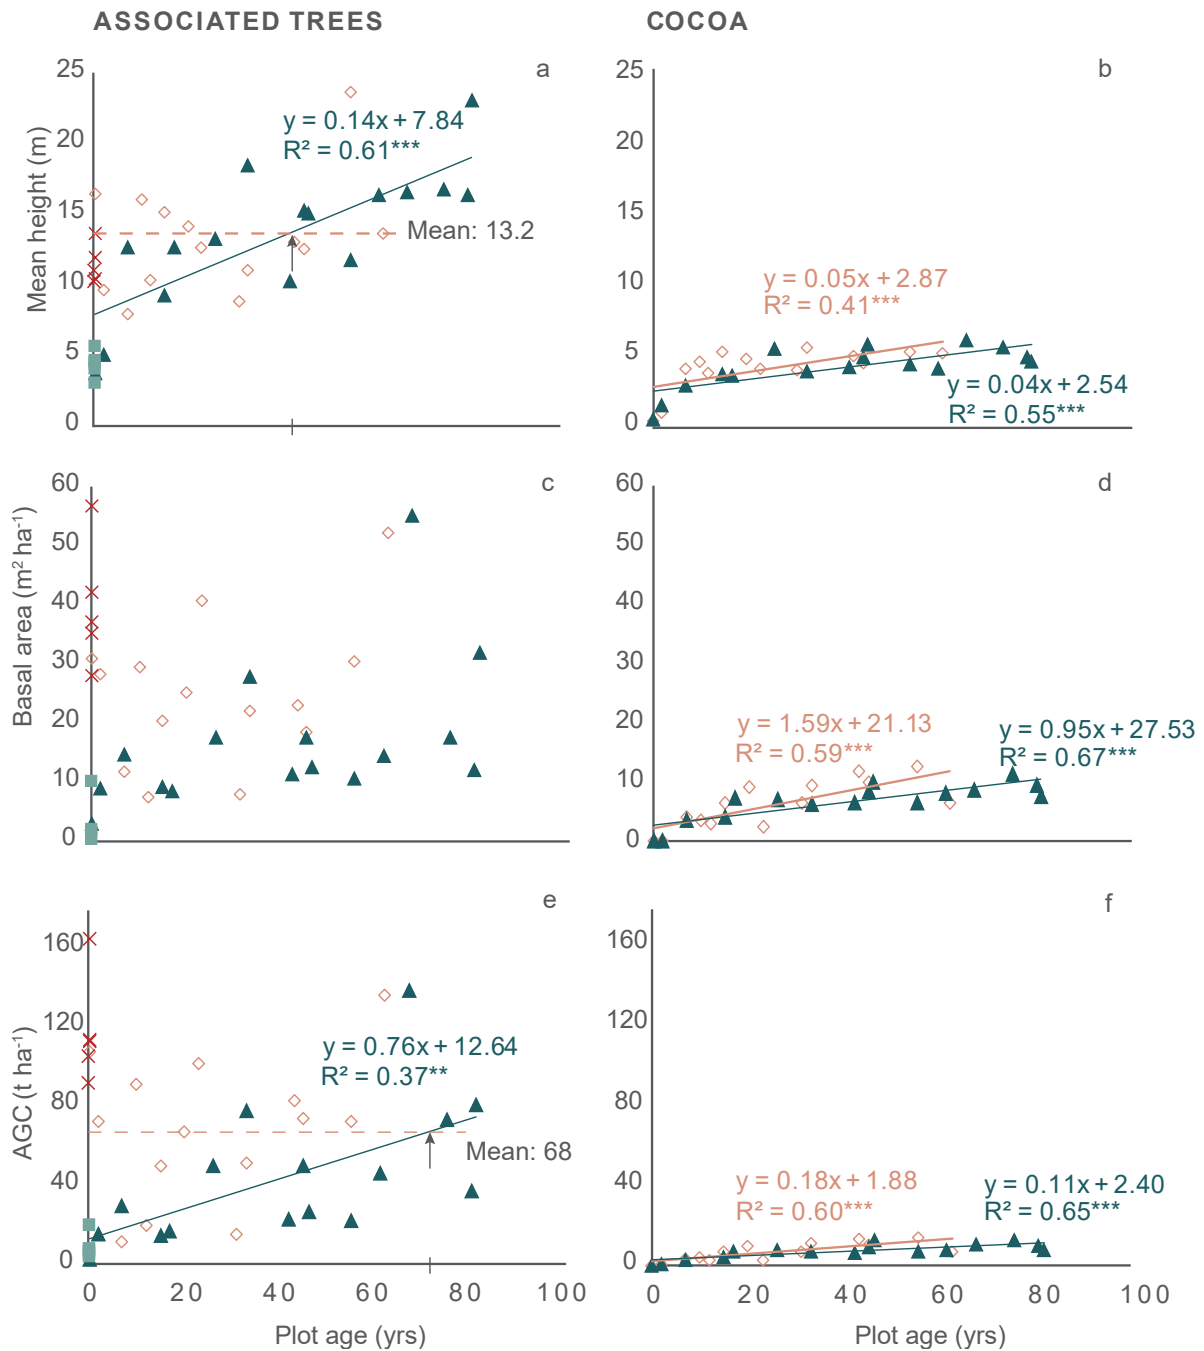 ASSOCIATED TREES
COCOA
a
25
20
15
10
5
0
Mean height (m)
y = 0.14x + 7.84
R² = 0.61***
Mean: 13.2
b
25
20
15
10
5
0
y = 0.05x + 2.87
R² = 0.41***
y = 0.04x + 2.54
R² = 0.55***
c
60
50
40
30
20
10
0
Basal area (m² ha⁻¹)
d
60
50
40
30
20
10
0
y = 1.59x + 21.13
R² = 0.59***
y = 0.95x + 27.53
R² = 0.67***
e
160
120
80
40
0
AGC (t ha⁻¹)
y = 0.76x + 12.64
R² = 0.37**
Mean: 68
0 20 40 60 80 100
Plot age (yrs)
f
160
120
80
40
0
y = 0.18x + 1.88
R² = 0.60***
y = 0.11x + 2.40
R² = 0.65***
0 20 40 60 80 100
Plot age (yrs)